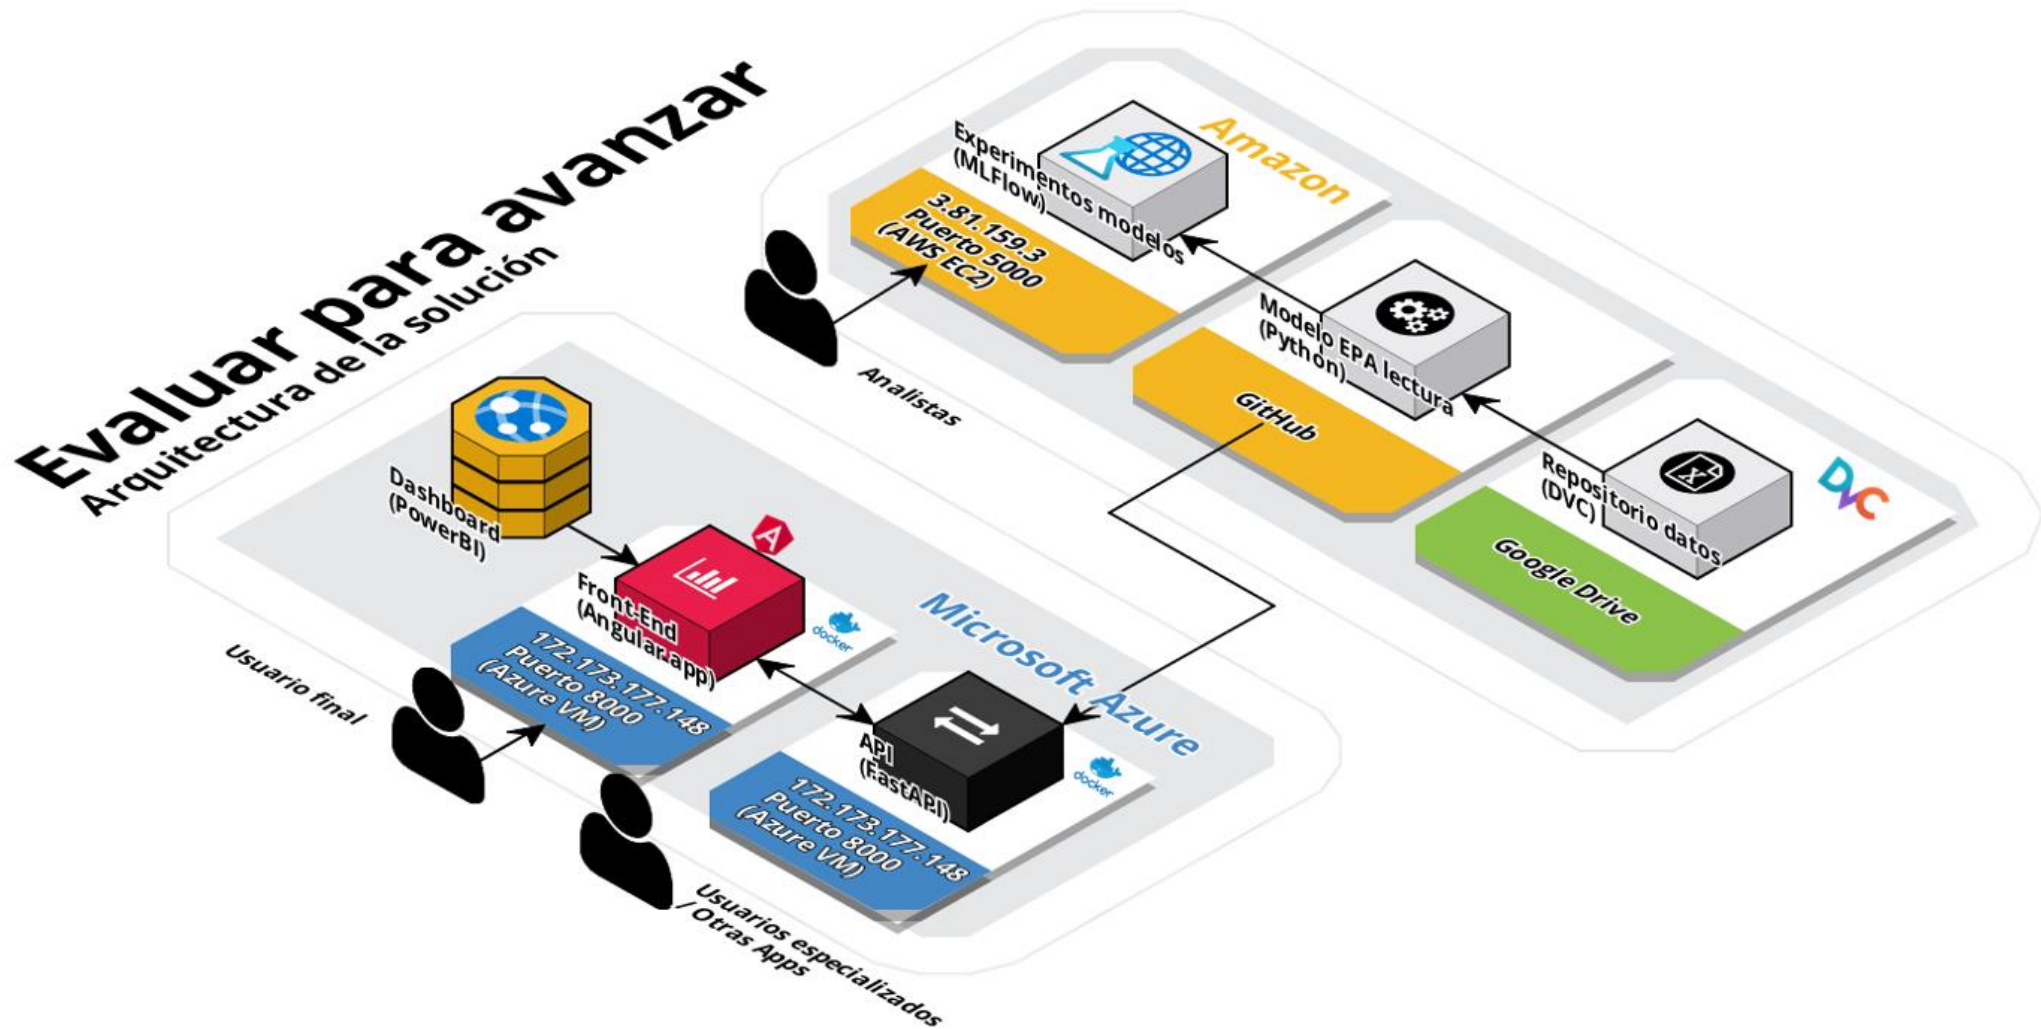 Evaluar para avanzar
Arquitectura de la solución
Amazon
Experimentos modelos
(MLFlow)
3.81.159.3
Puerto 5000
(AWS EC2)
Analistas
Modelo EPA lectura
(Python)
GitHub
DVC
Repositorio datos
(DVC)
Google Drive
Dashboard
(PowerBI)
A
Front-End
(Angular app)
docker
172.173.177.148
Puerto 8000
(Azure VM)
Usuario final
Microsoft Azure
API
(FastAPI)
docker
172.173.177.148
Puerto 8000
(Azure VM)
Usuarios especializados
/ Otras Apps
X